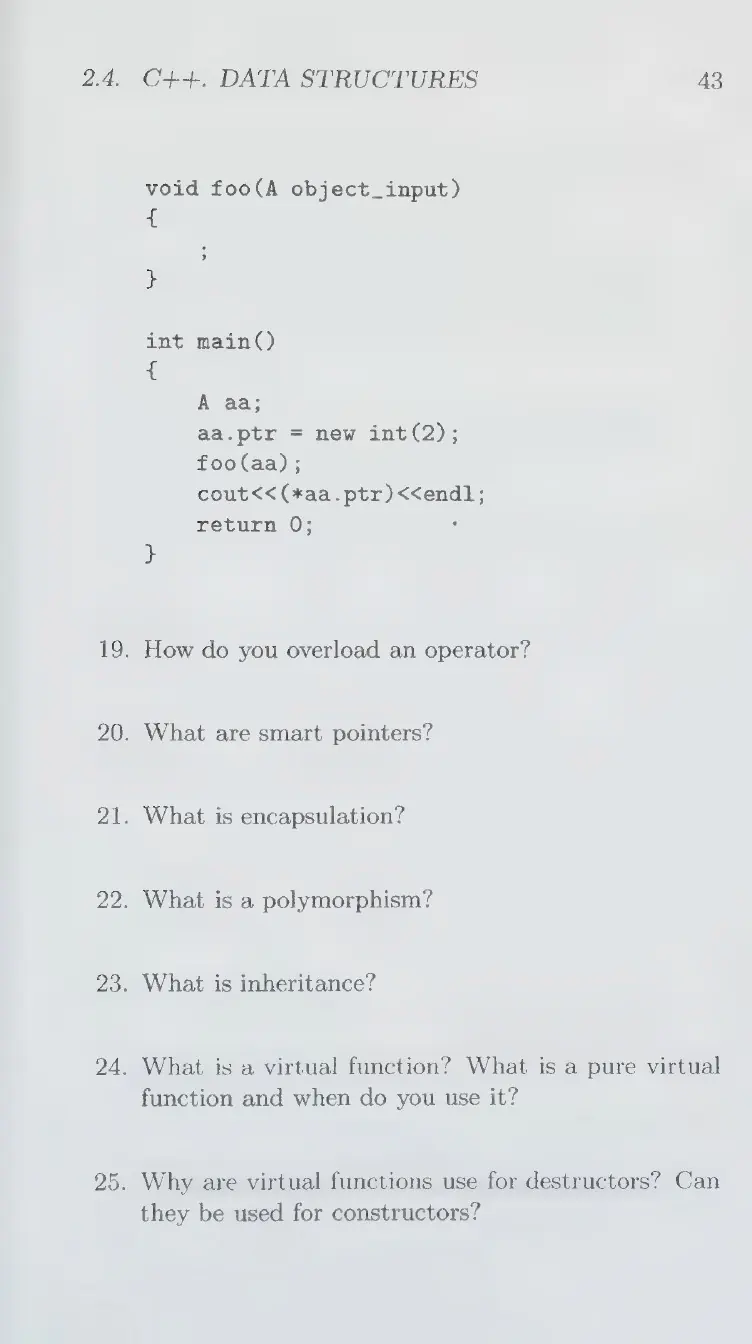 2.4. C++. DATA STRUCTURES 43
void foo(A object_input)
{
;
}
int main()
{
A aa;
aa.ptr = new int(2);
foo(aa);
cout<<(*aa.ptr)<<endl;
return 0;
}
19. How do you overload an operator?
20. What are smart pointers?
21. What is encapsulation?
22. What is a polymorphism?
23. What is inheritance?
24. What is a virtual function? What is a pure virtual
function and when do you use it?
25. Why are virtual functions use for destructors? Can
they be used for constructors?